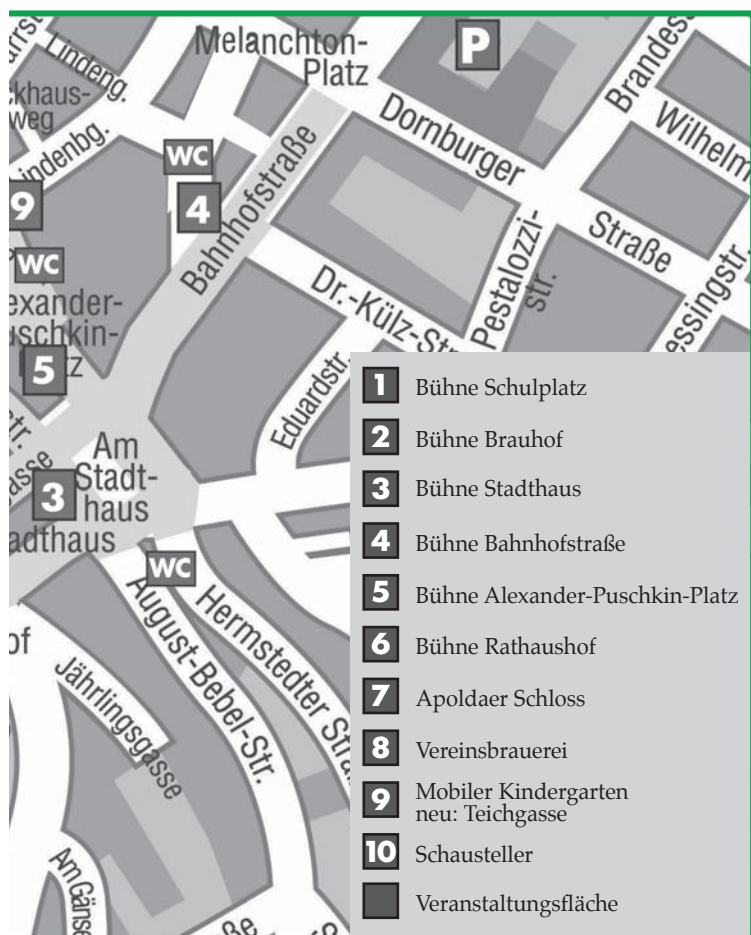 Lindeng.
Melanchton-
Platz
P
Brandes
weg
Wilhelm
Dornburger
Straße
WC
9
4
Bahnhofstraße
WC
Pestalozzi-
str.
Dr.-Külz-Str
5
Eduardstr.
Am
Stadt-
haus
3
WC
August-Bebel-Str.
Hermstedter
Jährlingsgasse
1 Bühne Schulplatz
2 Bühne Brauhof
3 Bühne Stadthaus
4 Bühne Bahnhofstraße
5 Bühne Alexander-Puschkin-Platz
6 Bühne Rathaushof
7 Apoldaer Schloss
8 Vereinsbrauerei
9 Mobiler Kindergarten
neu: Teichgasse
10 Schausteller
Veranstaltungsfläche